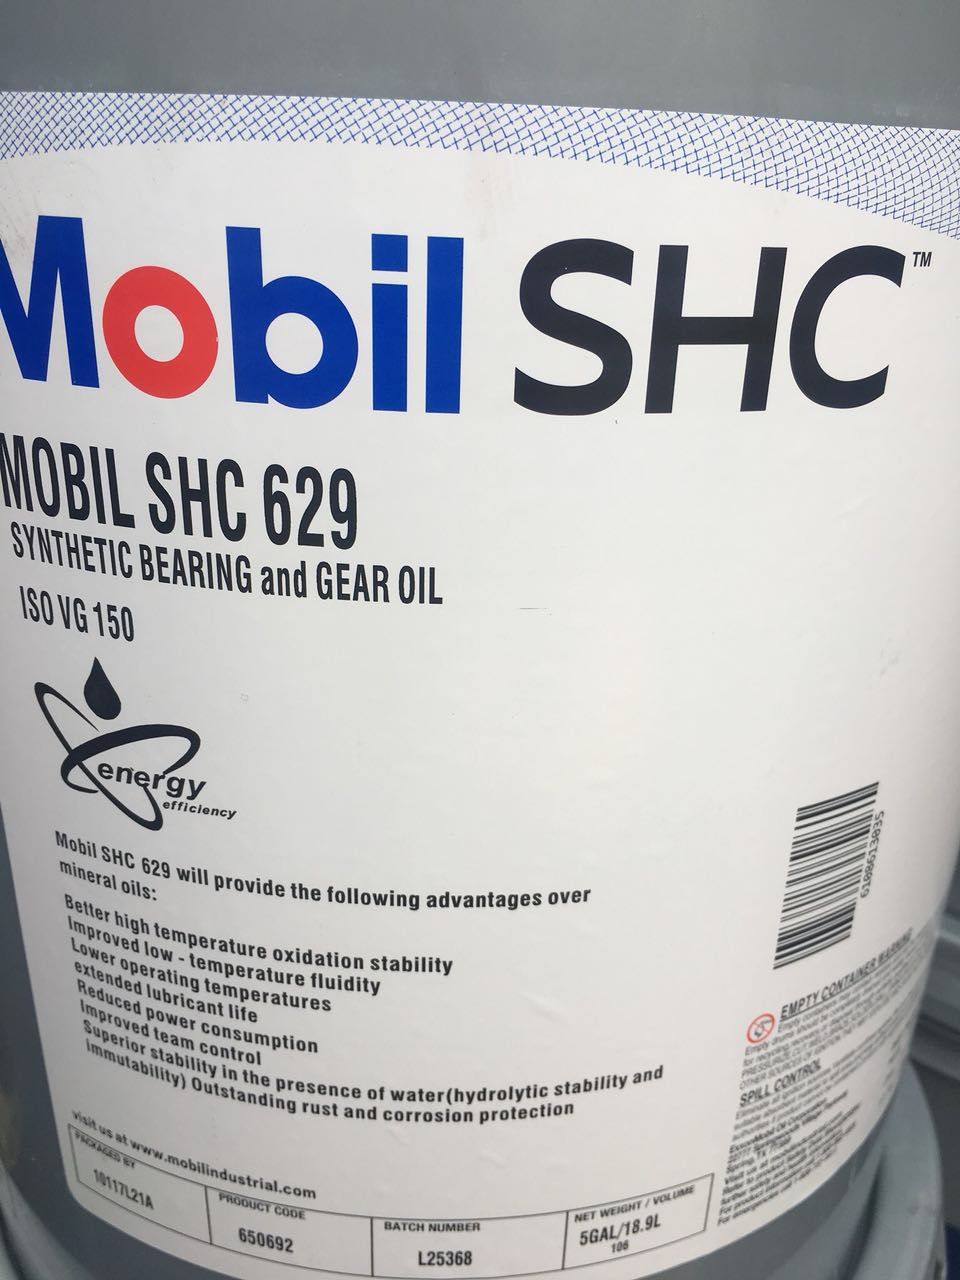 Mobil SHC™
MOBIL SHC 629
SYNTHETIC BEARING and GEAR OIL
ISO VG 150
energy
efficiency
Mobil SHC 629 will provide the following advantages over
mineral oils:
Better high temperature oxidation stability
Improved low - temperature fluidity
Lower operating temperatures
extended lubricant life
Reduced power consumption
Improved team control
Superior stability in the presence of water(hydrolytic stability and
immutability) Outstanding rust and corrosion protection
visit us at www.mobilindustrial.com
PACKAGED BY
10117L21A
PRODUCT CODE
650692
BATCH NUMBER
L25368
NET WEIGHT / VOLUME
5GAL/18.9L
106
EMPTY CONTAINER WARNING
SPILL CONTROL